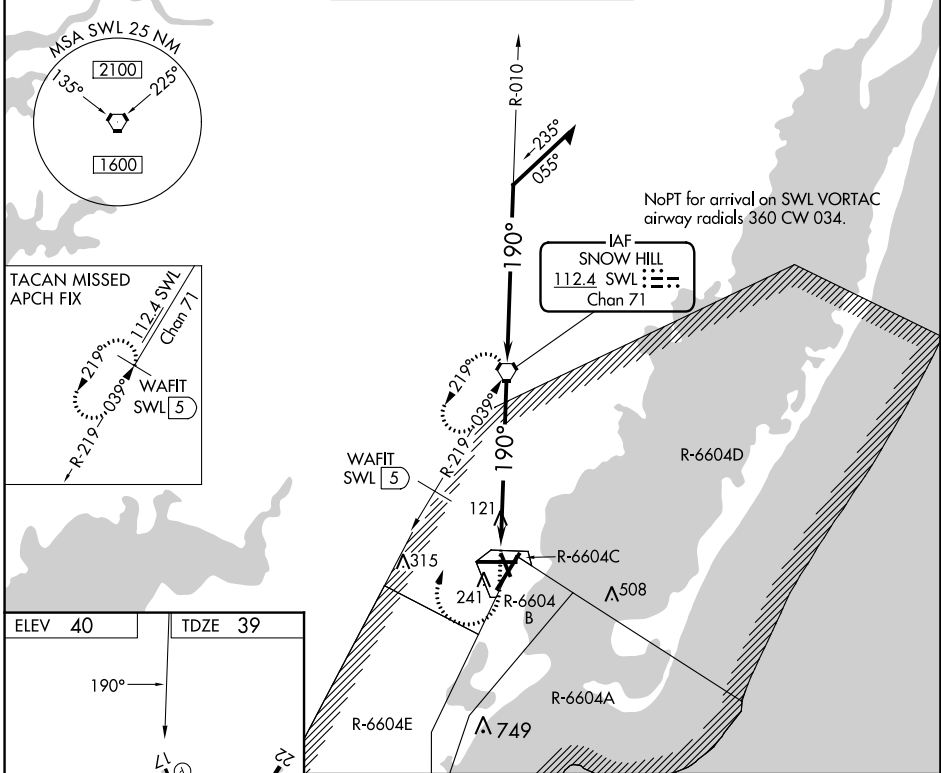 MSA SWL 25 NM
2100
135°
225°
1600
R-010
235°
055°
NoPT for arrival on SWL VORTAC
airway radials 360 CW 034.
190°
IAF
SNOW HILL
112.4 SWL
Chan 71
TACAN MISSED
APCH FIX
112.4 SWL
Chan 71
219°
039°
WAFIT
SWL 5
R-219
219°
039°
R-219
190°
WAFIT
SWL 5
R-6604D
121
R-6604C
315
241
R-6604
B
508
R-6604A
R-6604E
749
ELEV 40
TDZE 39
190°
17
A
22